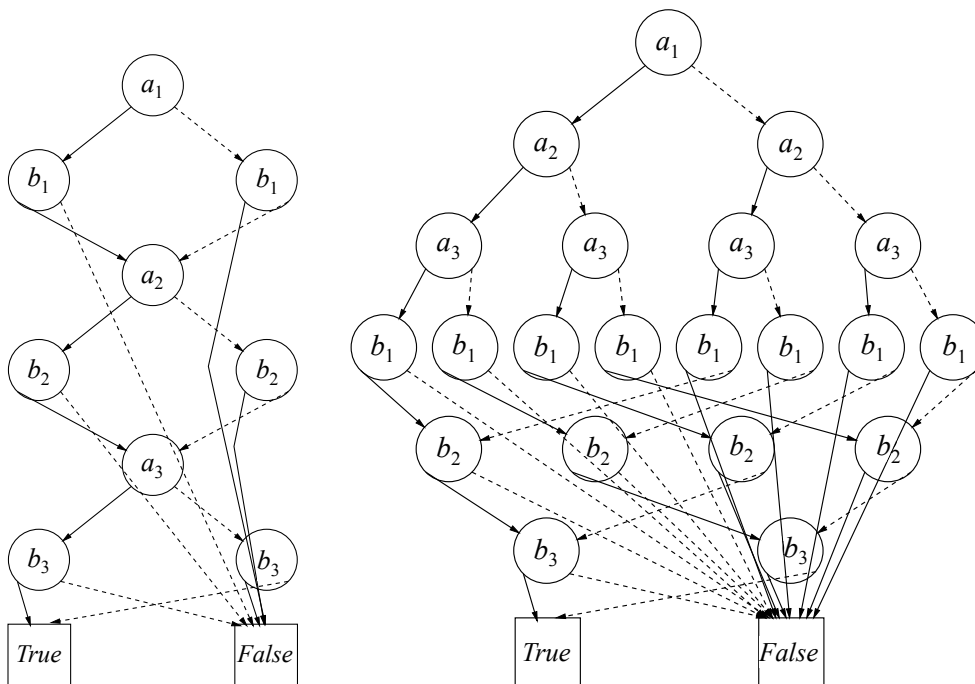 a₁
b₁ b₁
a₂
b₂ b₂
a₃
b₃ b₃
True False
a₁
a₂ a₂
a₃ a₃ a₃ a₃
b₁ b₁ b₁ b₁ b₁ b₁ b₁ b₁
b₂ b₂ b₂ b₂
b₃ b₃
True False